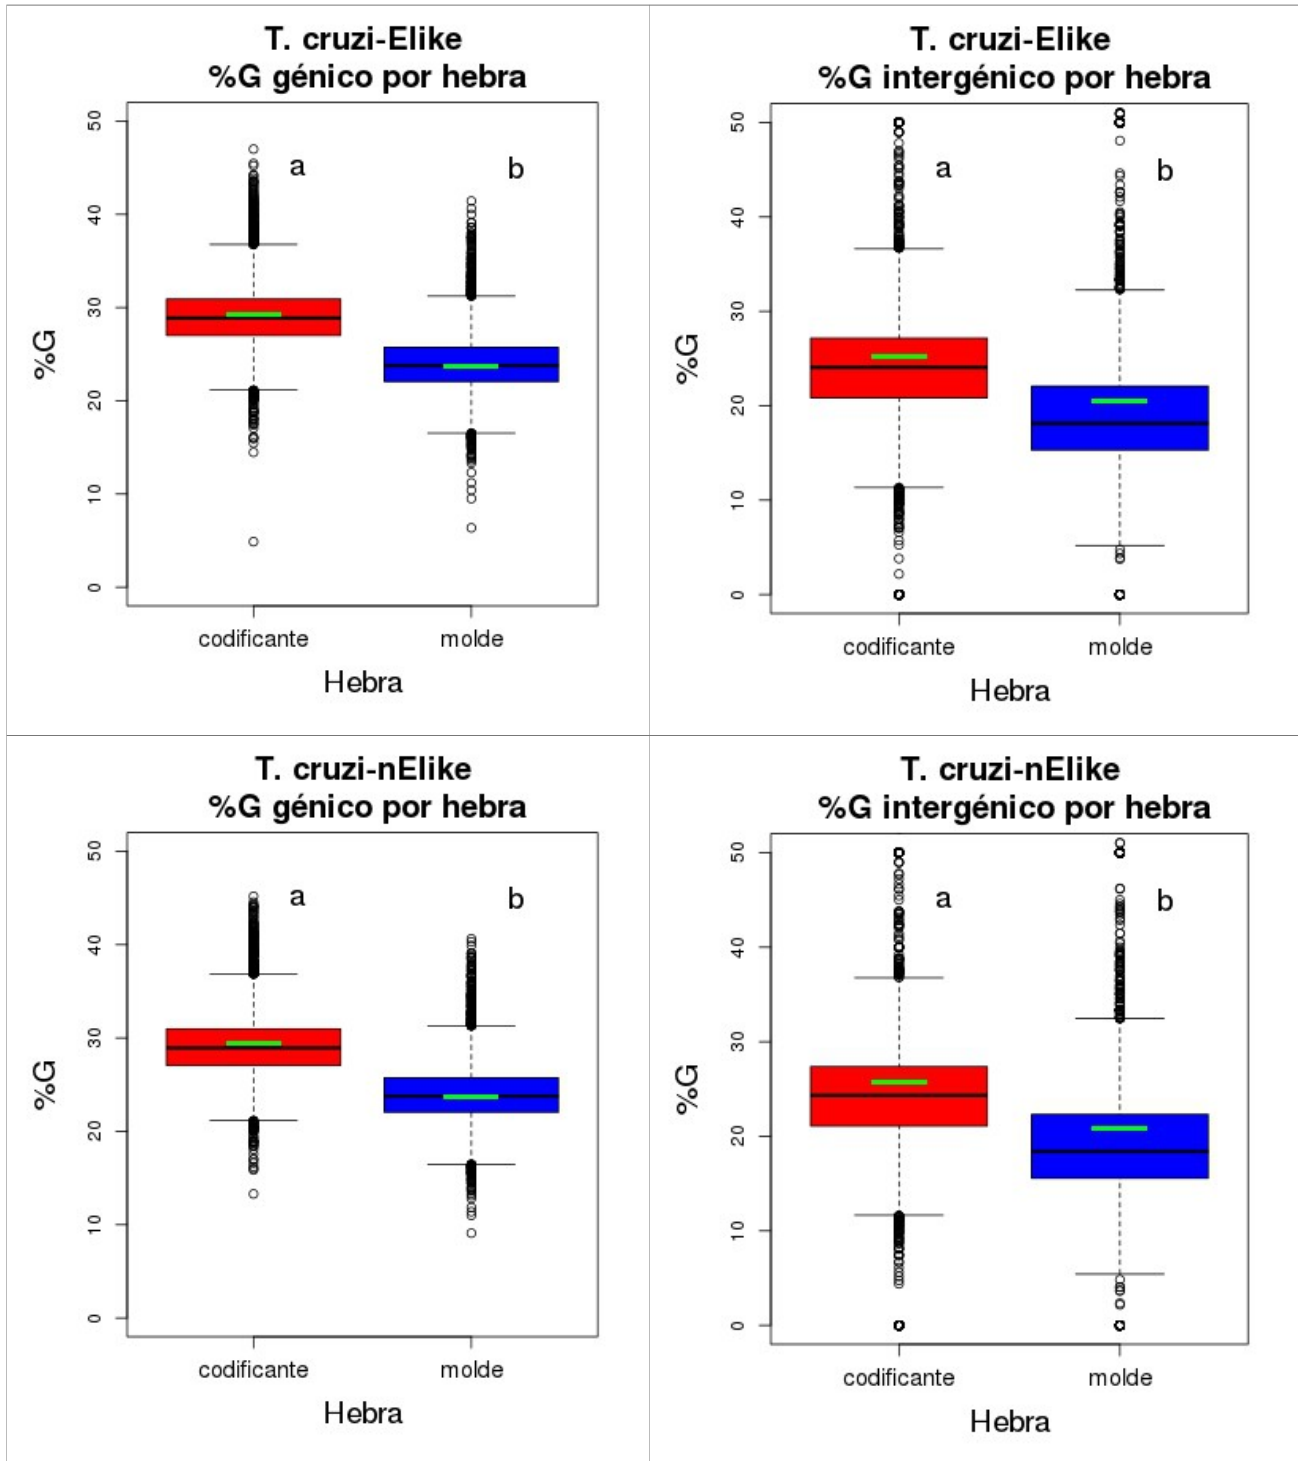 T. cruzi-Elike
%G génico por hebra
50
40
30
20
10
0
%G
a
b
codificante
molde
Hebra
T. cruzi-Elike
%G intergénico por hebra
50
40
30
20
10
0
%G
a
b
codificante
molde
Hebra
T. cruzi-nElike
%G génico por hebra
50
40
30
20
10
0
%G
a
b
codificante
molde
Hebra
T. cruzi-nElike
%G intergénico por hebra
50
40
30
20
10
0
%G
a
b
codificante
molde
Hebra